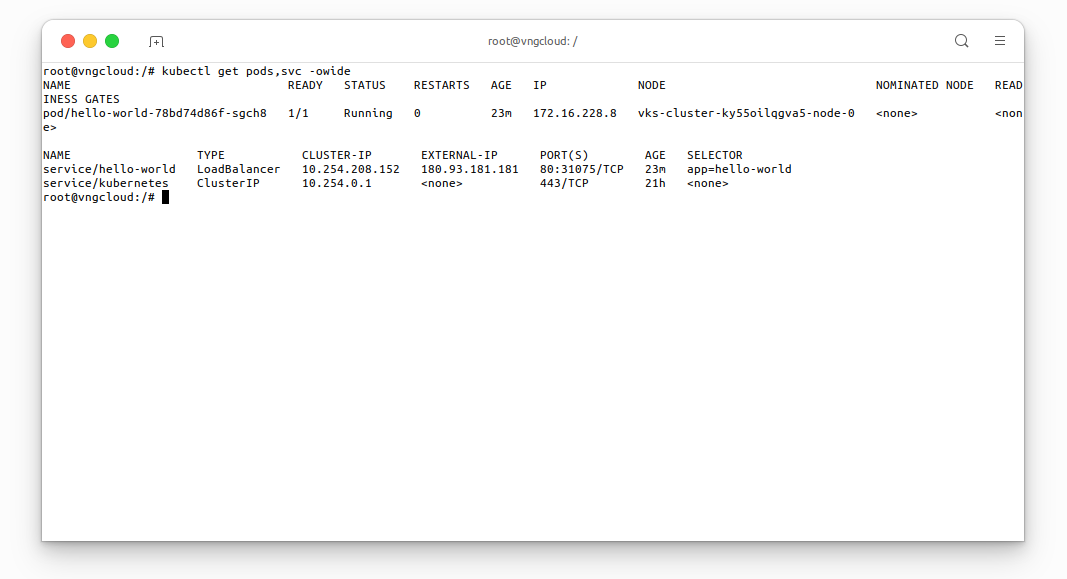 root@vngcloud: /
root@vngcloud:/# kubectl get pods,svc -owide
NAME                               READY   STATUS    RESTARTS   AGE   IP             NODE                              NOMINATED NODE   READ
INESS GATES
pod/hello-world-78bd74d86f-sgch8   1/1     Running   0          23m   172.16.228.8   vks-cluster-ky55oilqgva5-node-0   <none>           <non
e>
NAME                  TYPE           CLUSTER-IP       EXTERNAL-IP      PORT(S)        AGE   SELECTOR
service/hello-world   LoadBalancer   10.254.208.152   180.93.181.181   80:31075/TCP   23m   app=hello-world
service/kubernetes    ClusterIP      10.254.0.1       <none>           443/TCP        21h   <none>
root@vngcloud:/#